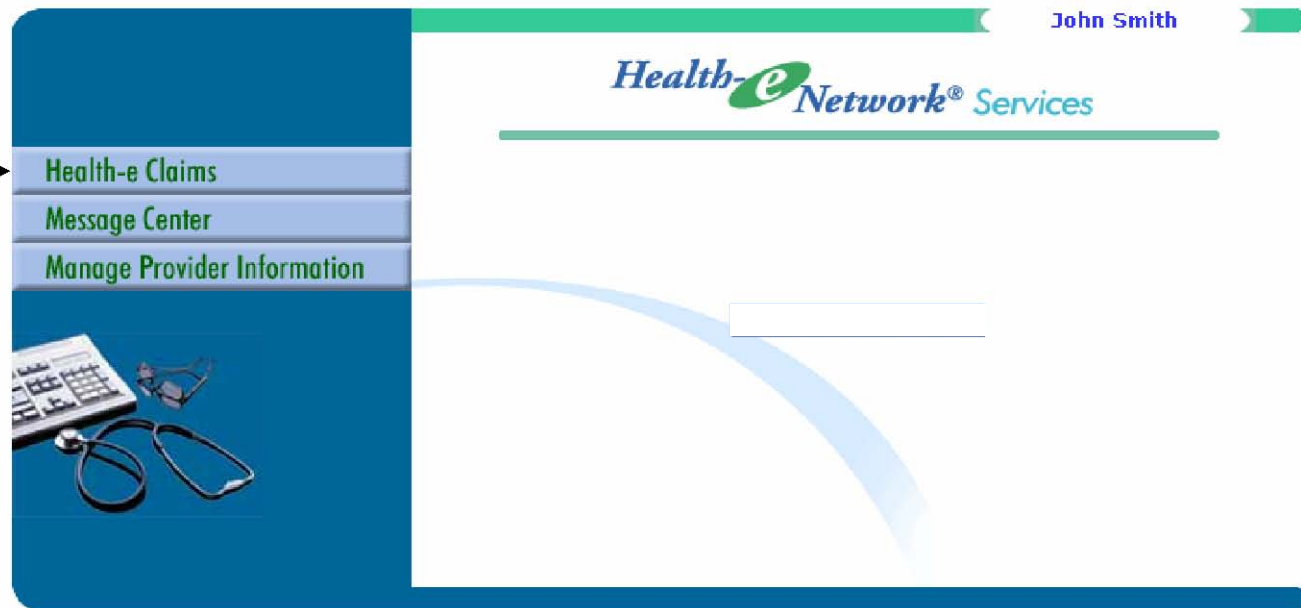 John Smith
Health-e Network® Services
Health-e Claims
Message Center
Manage Provider Information